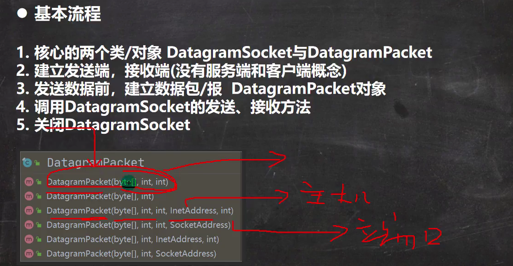 ● 基本流程
1. 核心的两个类/对象 DatagramSocket与DatagramPacket
2. 建立发送端，接收端(没有服务端和客户端概念)
3. 发送数据前，建立数据包/报 DatagramPacket对象
4. 调用DatagramSocket的发送、接收方法
5. 关闭DatagramSocket
DatagramPacket
DatagramPacket(byte[], int, int)
DatagramPacket(byte[], int)
DatagramPacket(byte[], int, int, InetAddress, int)
DatagramPacket(byte[], int, int, SocketAddress)
DatagramPacket(byte[], int, InetAddress, int)
DatagramPacket(byte[], int, SocketAddress)